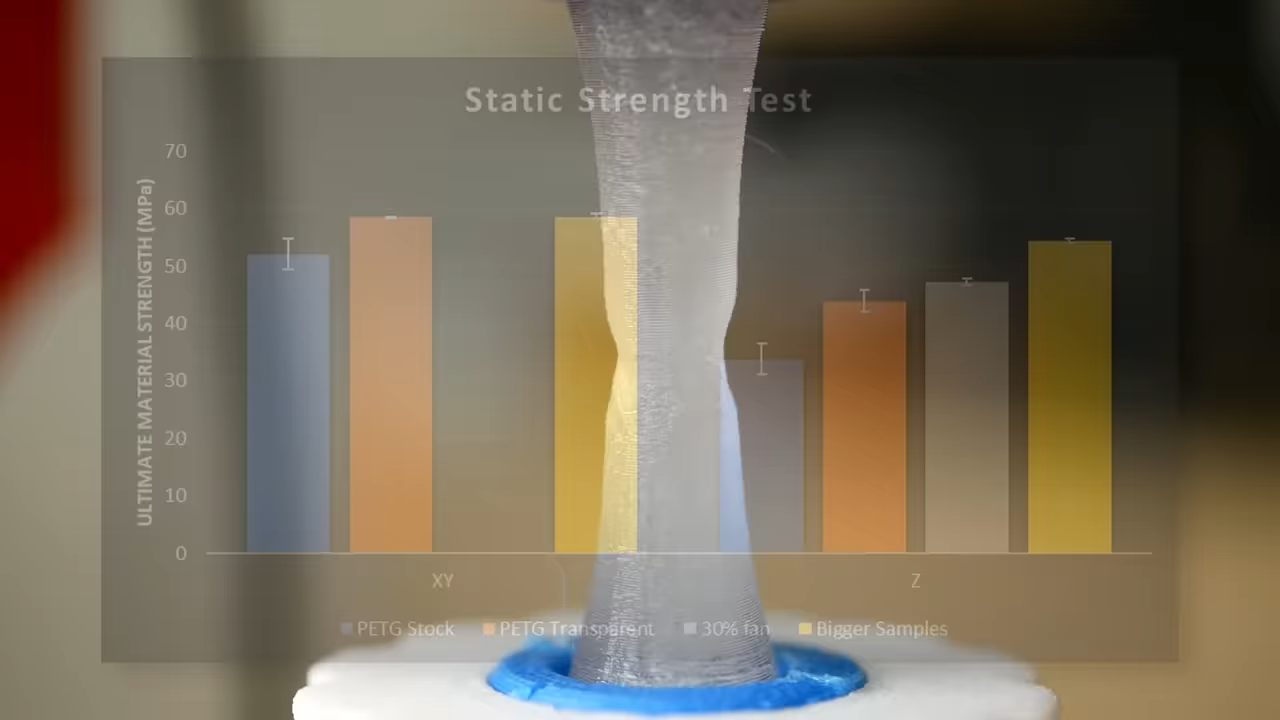 Static Strength Test
ULTIMATE MATERIAL STRENGTH (MPa)
70
60
50
40
30
20
10
0
XY
Z
PETG Stock
PETG Transparent
30% fan
Bigger Samples